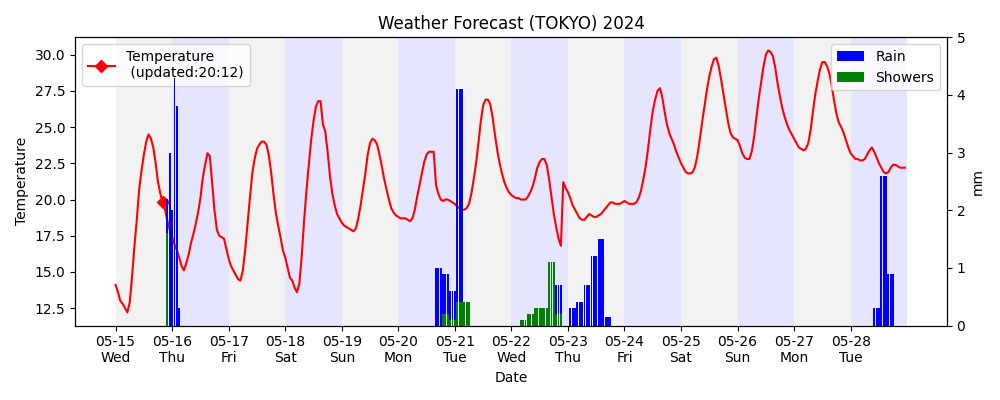 Weather Forecast (TOKYO) 2024
Temperature
(updated:20:12)
Rain
Showers
Temperature
30.0
27.5
25.0
22.5
20.0
17.5
15.0
12.5
5
4
3
2
1
0
mm
05-15 05-16 05-17 05-18 05-19 05-20 05-21 05-22 05-23 05-24 05-25 05-26 05-27 05-28
Wed Thu Fri Sat Sun Mon Tue Wed Thu Fri Sat Sun Mon Tue
Date